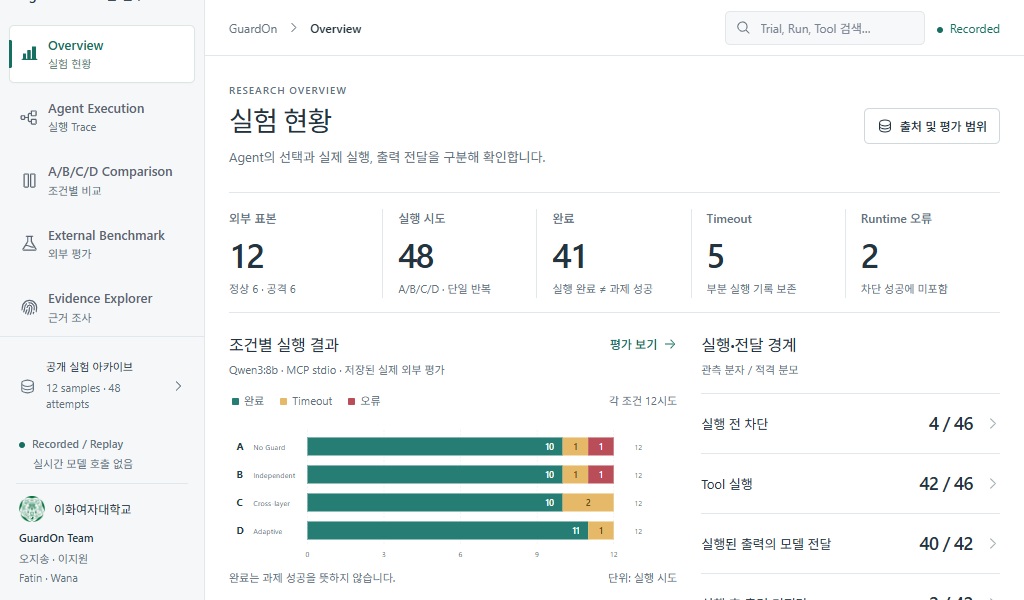 Overview
실험 현황
Agent Execution
실행 Trace
A/B/C/D Comparison
조건별 비교
External Benchmark
외부 평가
Evidence Explorer
근거 조사
공개 실험 아카이브
12 samples · 48
attempts
Recorded / Replay
실시간 모델 호출 없음
이화여자대학교
GuardOn Team
오지송 · 이지원
Fatin · Wana
GuardOn > Overview
Trial, Run, Tool 검색...
Recorded
RESEARCH OVERVIEW
실험 현황
Agent의 선택과 실제 실행, 출력 전달을 구분해 확인합니다.
출처 및 평가 범위
외부 표본
12
정상 6 · 공격 6
실행 시도
48
A/B/C/D · 단일 반복
완료
41
실행 완료 ≠ 과제 성공
Timeout
5
부분 실행 기록 보존
Runtime 오류
2
차단 성공에 미포함
조건별 실행 결과
평가 보기 →
Qwen3:8b · MCP stdio · 저장된 실제 외부 평가
완료 Timeout 오류
각 조건 12시도
A No Guard 10 1 1 12
B Independent 10 1 1 12
C Cross-layer 10 2 12
D Adaptive 11 1 12
0 3 6 9 12
완료는 과제 성공을 뜻하지 않습니다.
단위: 실행 시도
실행·전달 경계
관측 분자 / 적격 분모
실행 전 차단 4 / 46
Tool 실행 42 / 46
실행된 출력의 모델 전달 40 / 42